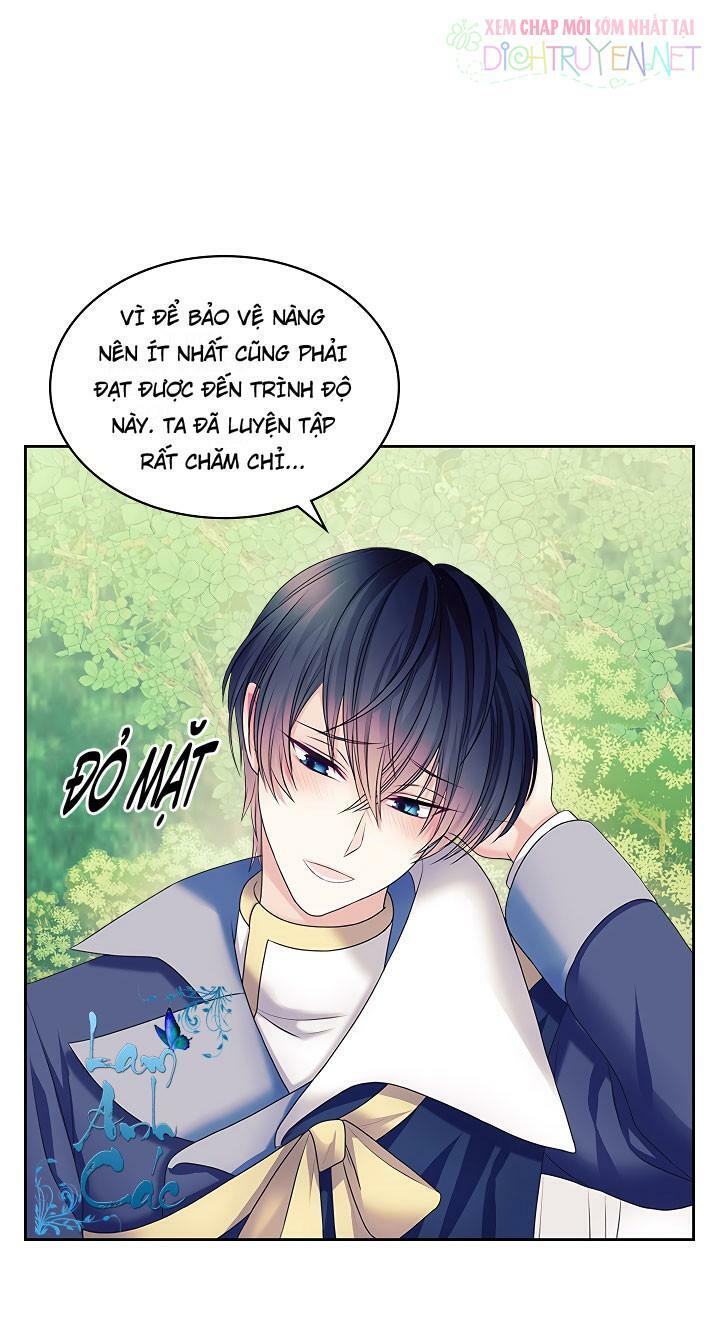 XEM CHAP MỚI SỚM NHẤT TẠI
DICHTRUYEN.NET
VÌ ĐỂ BẢO VỆ NÀNG
NÊN ÍT NHẤT CŨNG PHẢI
ĐẠT ĐƯỢC ĐẾN TRÌNH ĐỘ
NÀY. TA ĐÃ LUYỆN TẬP
RẤT CHĂM CHỈ...
ĐỎ MẶT
Lam
Anh
Các